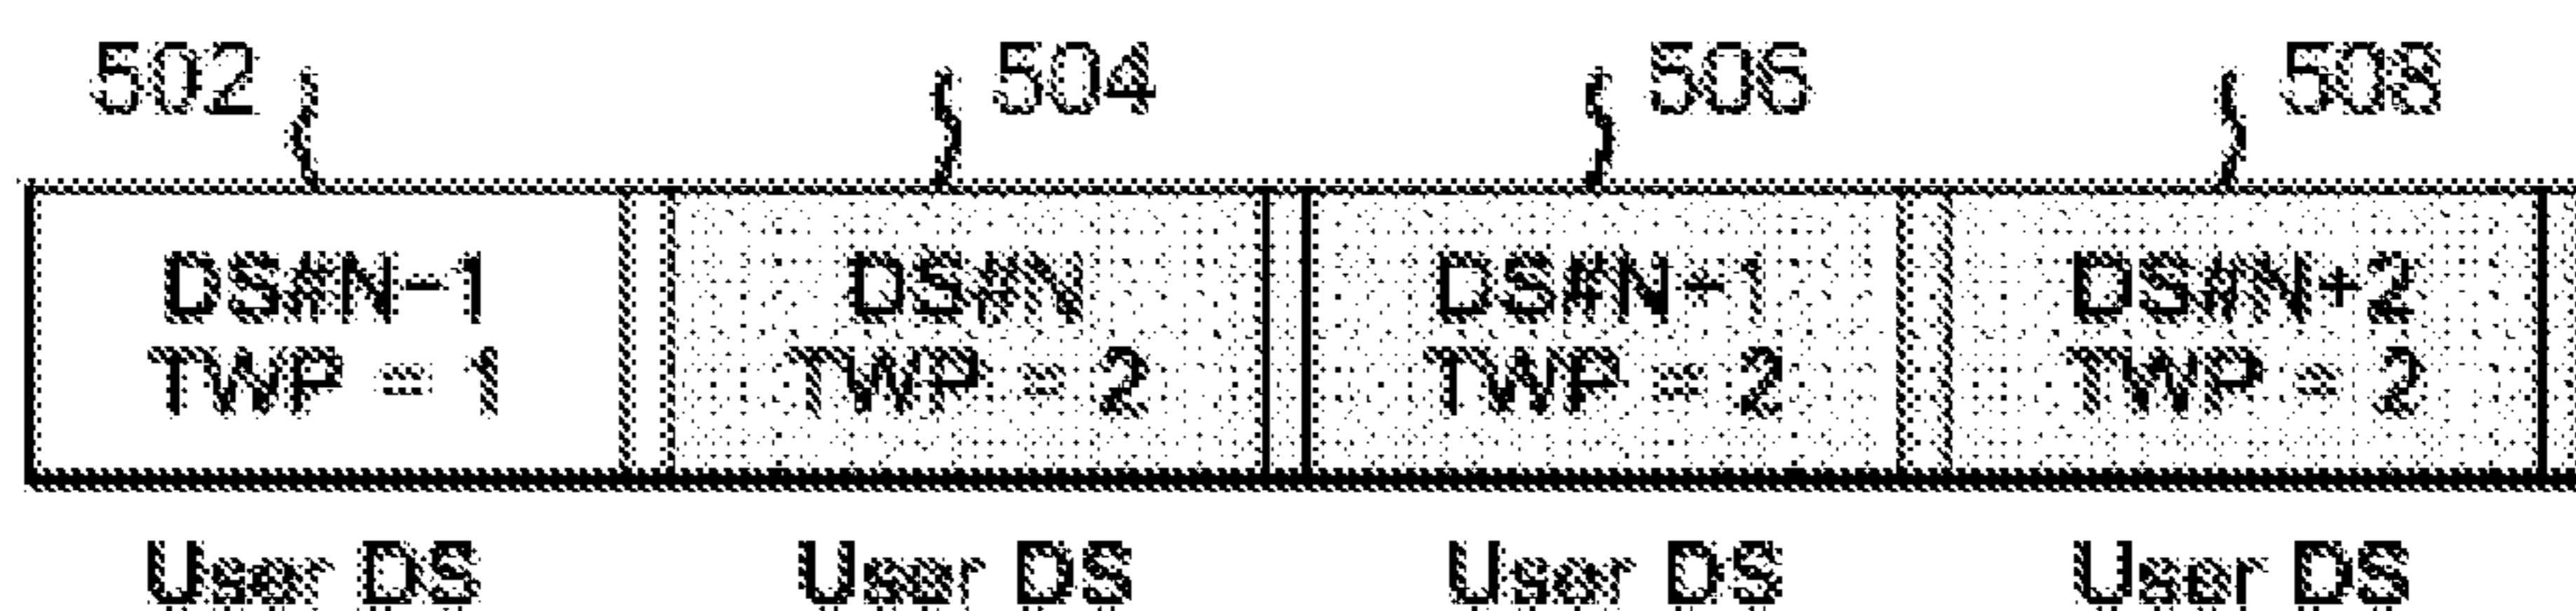 502 504 506 508
DS#N-1 DS#N DS#N+1 DS#N+2
TWP = 1 TWP = 2 TWP = 2 TWP = 2
User DS User DS User DS User DS